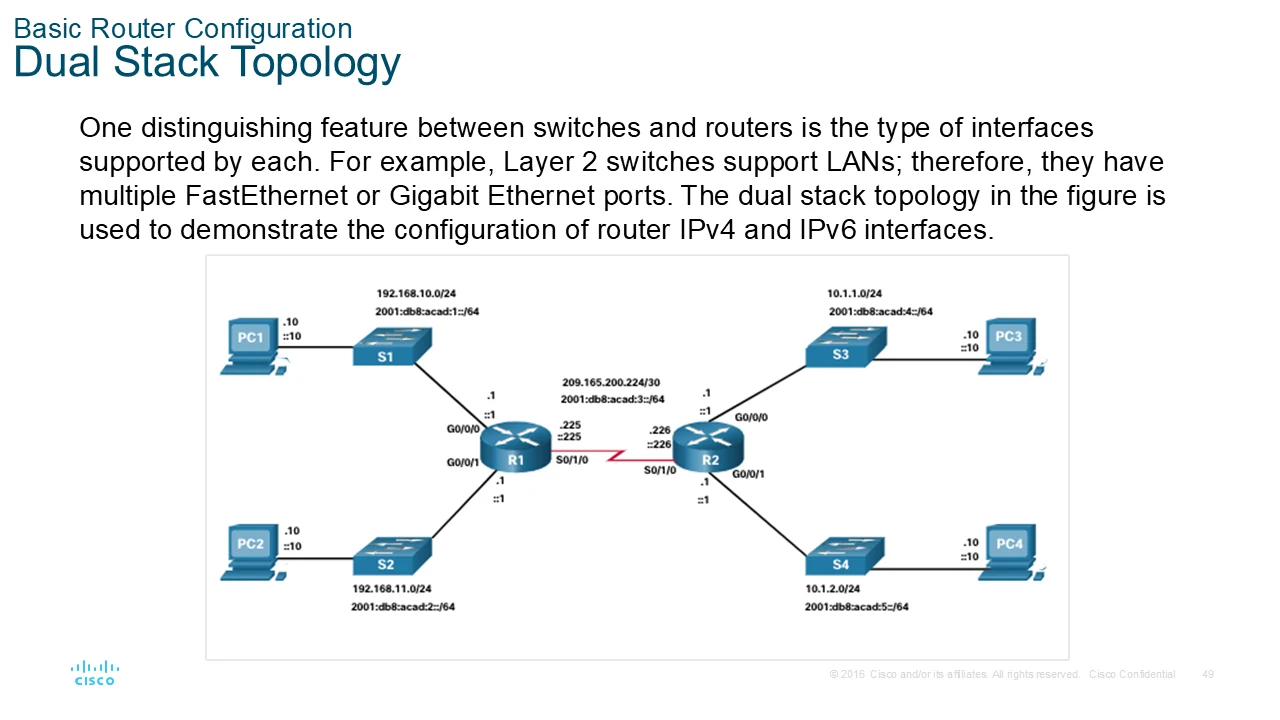 Basic Router Configuration
Dual Stack Topology
One distinguishing feature between switches and routers is the type of interfaces
supported by each. For example, Layer 2 switches support LANs; therefore, they have
multiple FastEthernet or Gigabit Ethernet ports. The dual stack topology in the figure is
used to demonstrate the configuration of router IPv4 and IPv6 interfaces.
192.168.10.0/24
2001:db8:acad:1::/64
10.1.1.0/24
2001:db8:acad:4::/64
PC1
.10
::10
S1
S3
.10
::10
PC3
209.165.200.224/30
2001:db8:acad:3::/64
.1
::1
.1
::1
G0/0/0
G0/0/0
.225
::225
.226
::226
R1
R2
G0/0/1
S0/1/0
S0/1/0
G0/0/1
.1
::1
.1
::1
PC2
.10
::10
S2
S4
.10
::10
PC4
192.168.11.0/24
2001:db8:acad:2::/64
10.1.2.0/24
2001:db8:acad:5::/64
CISCO
© 2016 Cisco and/or its affiliates. All rights reserved. Cisco Confidential
49